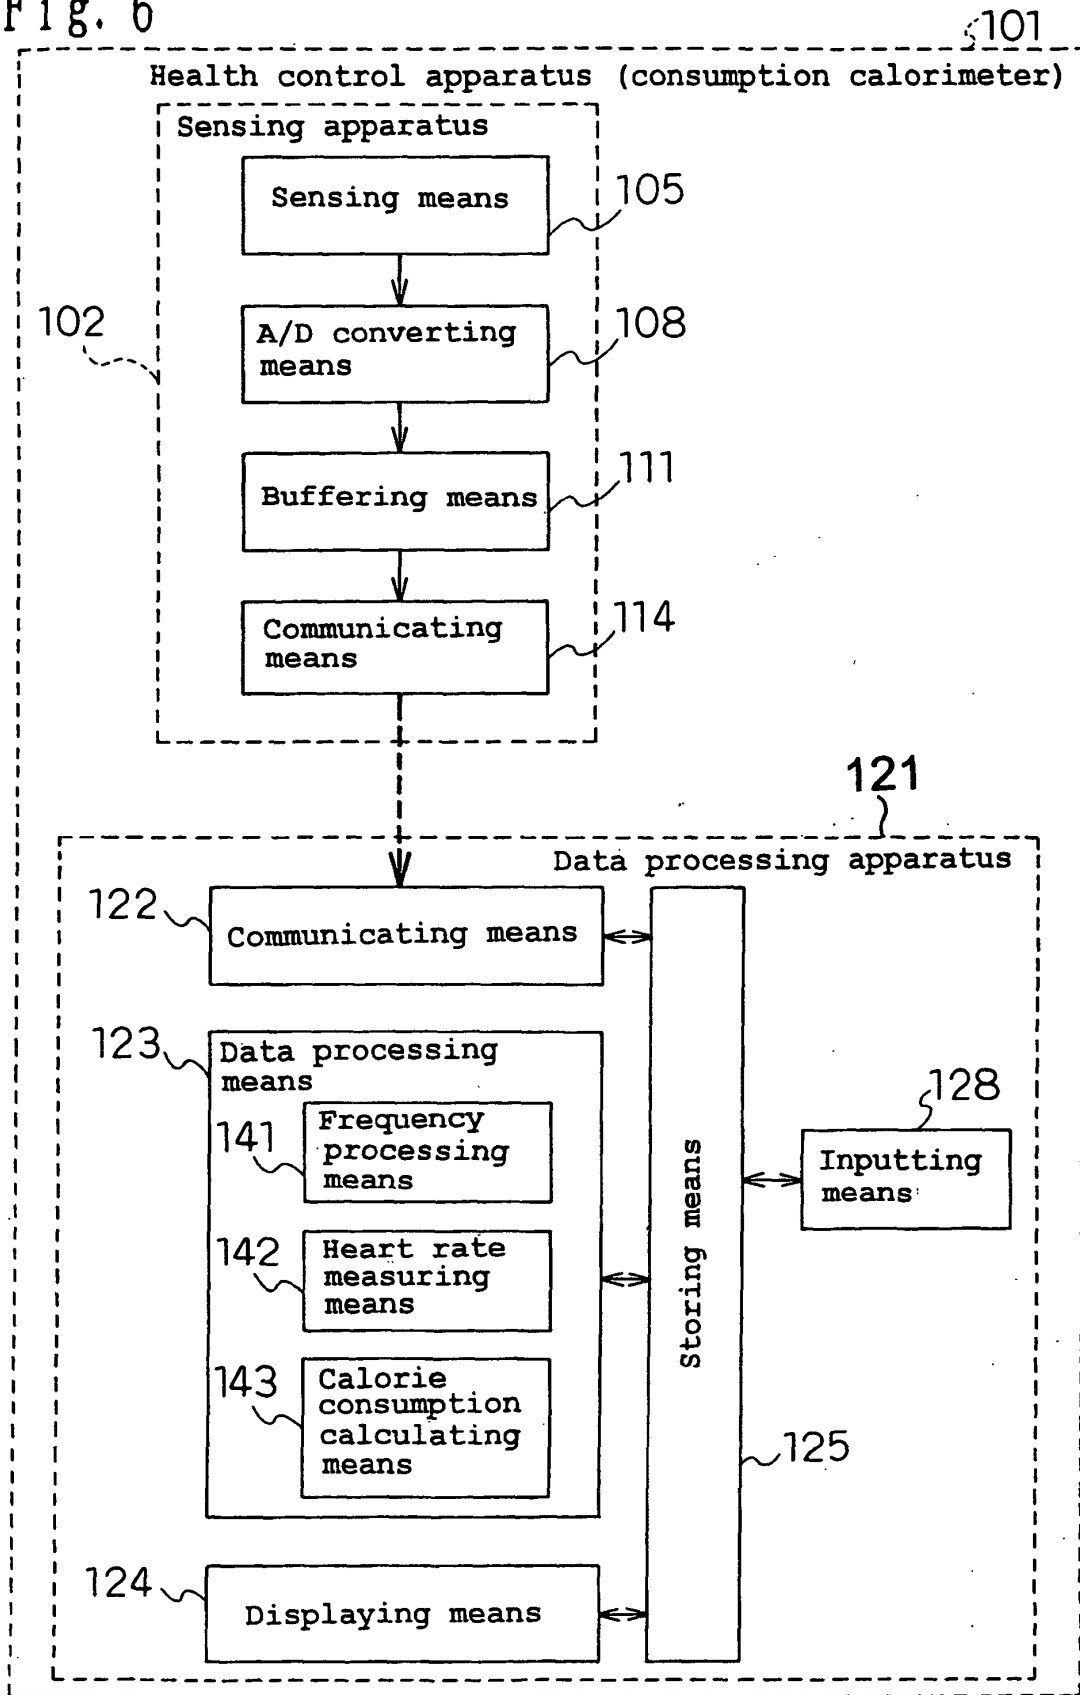 Fig. 6
101
Health control apparatus (consumption calorimeter)
Sensing apparatus
Sensing means
105
102
A/D converting
means
108
Buffering means
111
Communicating
means
114
121
Data processing apparatus
122
Communicating means
123
Data processing
means
141
Frequency
processing
means
142
Heart rate
measuring
means
143
Calorie
consumption
calculating
means
Storing means
125
128
Inputting
means
124
Displaying means